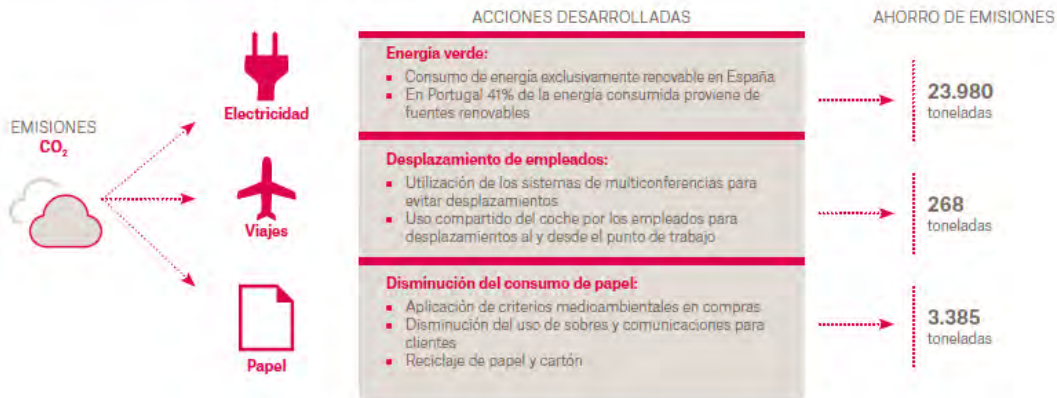 ACCIONES DESARROLLADAS
AHORRO DE EMISIONES
EMISIONES
CO₂
Electricidad
Energía verde:
▪ Consumo de energía exclusivamente renovable en España
▪ En Portugal 41% de la energía consumida proviene de
fuentes renovables
23.980
toneladas
Viajes
Desplazamiento de empleados:
▪ Utilización de los sistemas de multiconferencias para
evitar desplazamientos
▪ Uso compartido del coche por los empleados para
desplazamientos al y desde el punto de trabajo
268
toneladas
Papel
Disminución del consumo de papel:
▪ Aplicación de criterios medioambientales en compras
▪ Disminución del uso de sobres y comunicaciones para
clientes
▪ Reciclaje de papel y cartón
3.385
toneladas